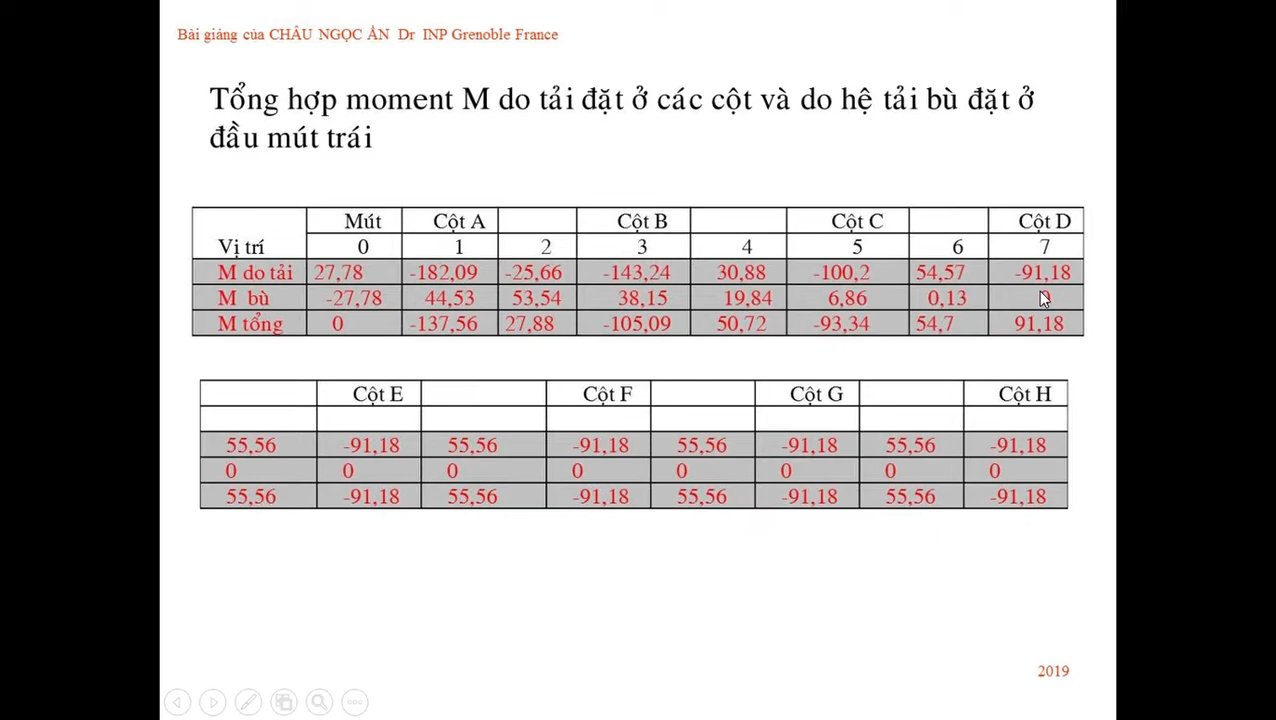 Bài giảng của CHÂU NGỌC ẨN Dr INP Grenoble France
Tổng hợp moment M do tải đặt ở các cột và do hệ tải bù đặt ở
đầu mút trái
Mút Cột A Cột B Cột C Cột D
Vị trí 0 1 2 3 4 5 6 7
M do tải 27,78 -182,09 -25,66 -143,24 30,88 -100,2 54,57 -91,18
M bù -27,78 44,53 53,54 38,15 19,84 6,86 0,13
M tổng 0 -137,56 27,88 -105,09 50,72 -93,34 54,7 91,18
Cột E Cột F Cột G Cột H
55,56 -91,18 55,56 -91,18 55,56 -91,18 55,56 -91,18
0 0 0 0 0 0 0 0
55,56 -91,18 55,56 -91,18 55,56 -91,18 55,56 -91,18
2019